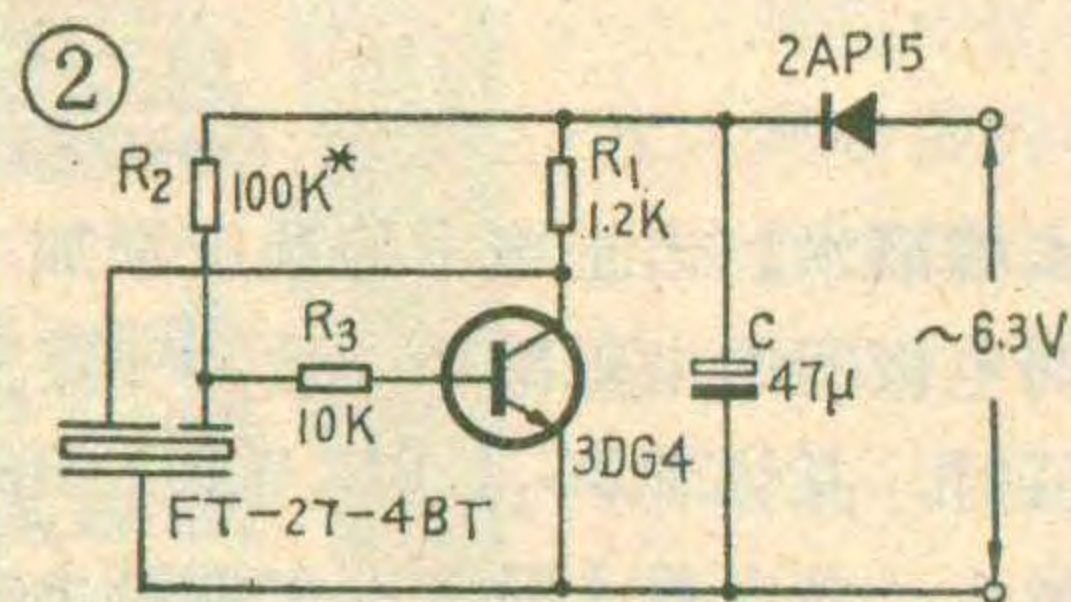 ②
2AP15
R₂
100K*
R₁
1.2K
R₃
10K
C
47μ
~6.3V
3DG4
FT-27-4BT